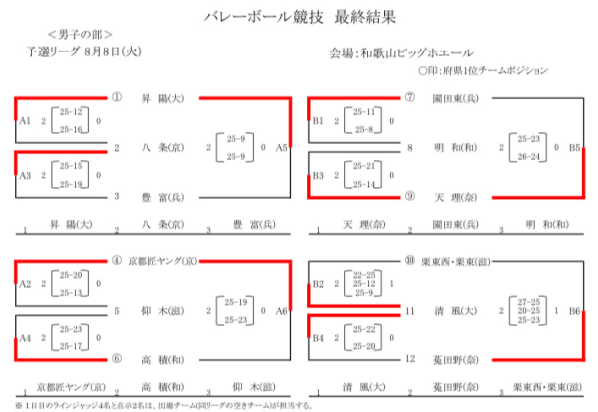 バレーボール競技 最終結果
＜男子の部＞
予選リーグ 8月8日(火)
会場：和歌山ビッグホエール
〇印：府県1位チームポジション
① 昇陽(大)
A1 2 25-12 0
25-16
2 八条(京)
2 25-9 0 A5
25-9
A3 2 25-15 0
25-19
3 豊富(兵)
1 昇陽(大) 2 八条(京) 3 豊富(兵)
⑦ 園田東(兵)
B1 2 25-11 0
25-8
8 明和(和)
2 25-23 0 B5
26-24
B3 2 25-21 0
25-14
⑨ 天理(奈)
1 天理(奈) 2 園田東(兵) 3 明和(和)
④ 京都匠ヤング(京)
A2 2 25-20 0
25-13
5 仰木(滋)
2 25-19 0 A6
25-23
A4 2 25-23 0
25-17
⑥ 高積(和)
1 京都匠ヤング(京) 2 高積(和) 3 仰木(滋)
⑩ 栗東西・栗東(滋)
B2 2 22-25 1
25-12
25-9
11 清風(大)
2 27-25 1 B6
20-25
25-23
B4 2 25-22 0
25-20
12 菟田野(奈)
1 清風(大) 2 菟田野(奈) 3 栗東西・栗東(滋)
※ 1日目のラインジャッジ4名と点示2名は、出場チーム(同リーグの空きチーム)が担当する。